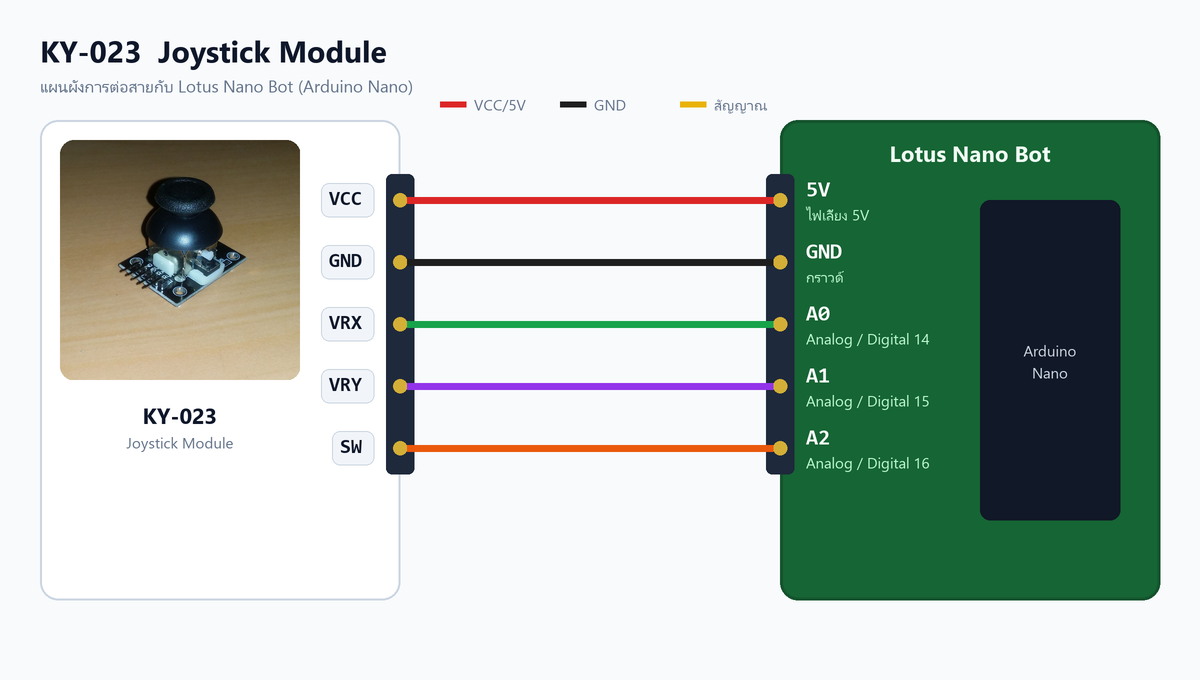 KY-023 Joystick Module
แผนผังการต่อสายกับ Lotus Nano Bot (Arduino Nano)
VCC/5V
GND
สัญญาณ
Lotus Nano Bot
VCC
5V
ไฟเลี้ยง 5V
GND
GND
กราวด์
VRX
A0
Analog / Digital 14
Arduino
Nano
VRY
A1
Analog / Digital 15
KY-023
Joystick Module
SW
A2
Analog / Digital 16